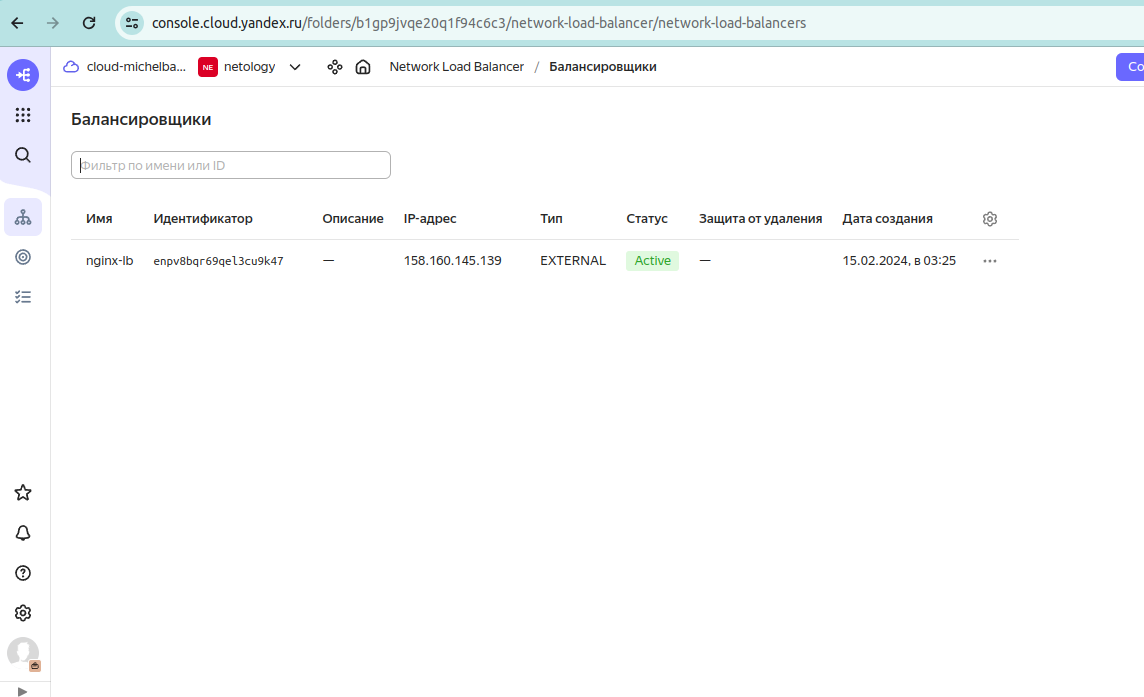 console.cloud.yandex.ru/folders/b1gp9jvqe20q1f94c6c3/network-load-balancer/network-load-balancers
cloud-michelba... NE netology Network Load Balancer / Балансировщики Со
Балансировщики
Фильтр по имени или ID
Имя Идентификатор Описание IP-адрес Тип Статус Защита от удаления Дата создания
nginx-lb enpv8bqr69qel3cu9k47 — 158.160.145.139 EXTERNAL Active — 15.02.2024, в 03:25